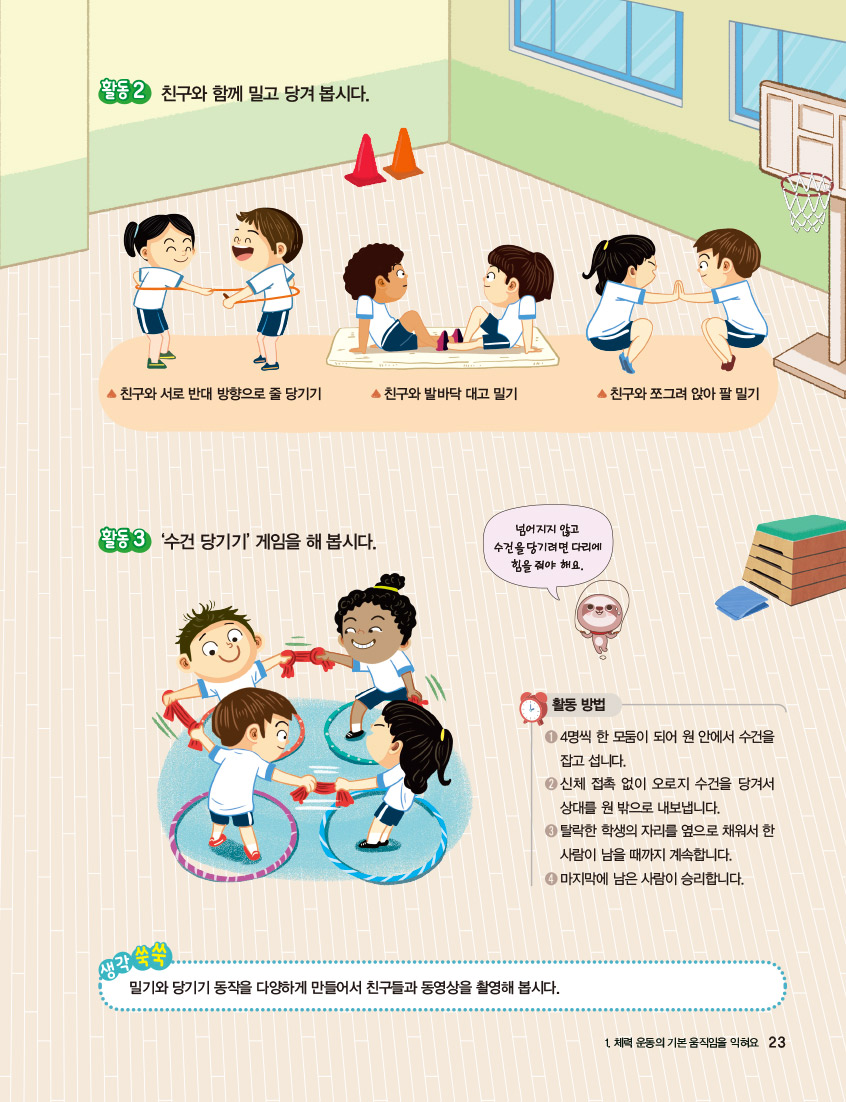 활동 2 친구와 함께 밀고 당겨 봅시다.
▲ 친구와 서로 반대 방향으로 줄 당기기
▲ 친구와 발바닥 대고 밀기
▲ 친구와 쪼그려 앉아 팔 밀기
활동 3 ‘수건 당기기’ 게임을 해 봅시다.
넘어지지 않고
수건을 당기려면 다리에
힘을 줘야 해요.
활동 방법
❶ 4명씩 한 모둠이 되어 원 안에서 수건을
잡고 섭니다.
❷ 신체 접촉 없이 오로지 수건을 당겨서
상대를 원 밖으로 내보냅니다.
❸ 탈락한 학생의 자리를 옆으로 채워서 한
사람이 남을 때까지 계속합니다.
❹ 마지막에 남은 사람이 승리합니다.
생각 쑥쑥
밀기와 당기기 동작을 다양하게 만들어서 친구들과 동영상을 촬영해 봅시다.
1. 체력 운동의 기본 움직임을 익혀요 23